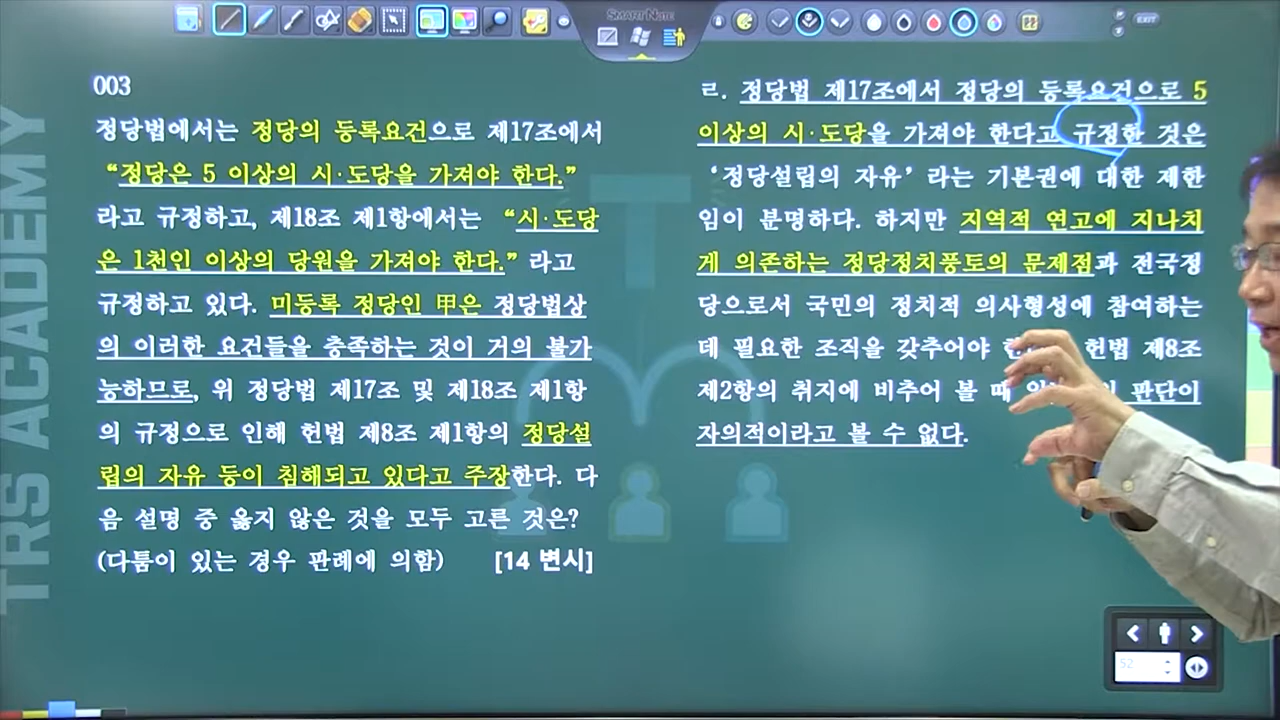 SMART NOTE
EXIT
TRS ACADEMY
003
정당법에서는 정당의 등록요건으로 제17조에서
“정당은 5 이상의 시·도당을 가져야 한다.”
라고 규정하고, 제18조 제1항에서는 “시·도당
은 1천인 이상의 당원을 가져야 한다.” 라고
규정하고 있다. 미등록 정당인 甲은 정당법상
의 이러한 요건들을 충족하는 것이 거의 불가
능하므로, 위 정당법 제17조 및 제18조 제1항
의 규정으로 인해 헌법 제8조 제1항의 정당설
립의 자유 등이 침해되고 있다고 주장한다. 다
음 설명 중 옳지 않은 것을 모두 고른 것은?
(다툼이 있는 경우 판례에 의함) [14 변시]
ㄹ. 정당법 제17조에서 정당의 등록요건으로 5
이상의 시·도당을 가져야 한다고 규정한 것은
‘정당설립의 자유’ 라는 기본권에 대한 제한
임이 분명하다. 하지만 지역적 연고에 지나치
게 의존하는 정당정치풍토의 문제점과 전국정
당으로서 국민의 정치적 의사형성에 참여하는
데 필요한 조직을 갖추어야 헌법 제8조
제2항의 취지에 비추어 볼 때 판단이
자의적이라고 볼 수 없다.
52